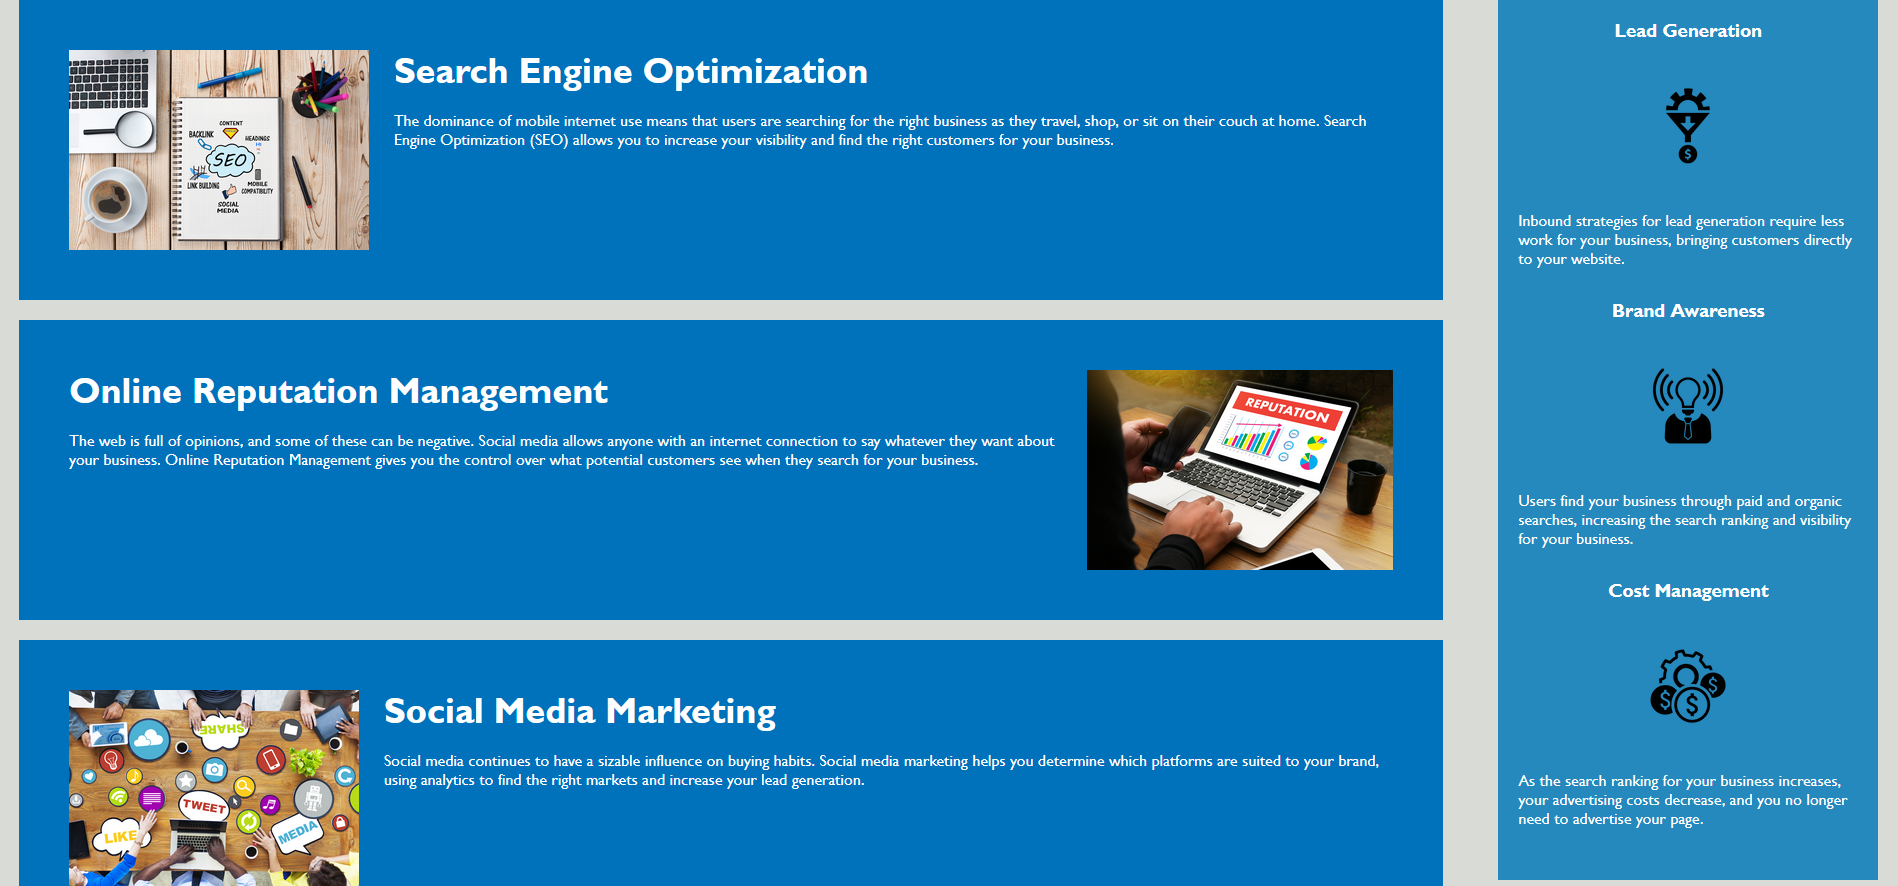 Search Engine Optimization
The dominance of mobile internet use means that users are searching for the right business as they travel, shop, or sit on their couch at home. Search
Engine Optimization (SEO) allows you to increase your visibility and find the right customers for your business.
CONTENT
BACKLINK
HEADINGS
SEO
LINK BUILDING
MOBILE
COMPATIBILITY
SOCIAL
MEDIA
Online Reputation Management
The web is full of opinions, and some of these can be negative. Social media allows anyone with an internet connection to say whatever they want about
your business. Online Reputation Management gives you the control over what potential customers see when they search for your business.
REPUTATION
Social Media Marketing
Social media continues to have a sizable influence on buying habits. Social media marketing helps you determine which platforms are suited to your brand,
using analytics to find the right markets and increase your lead generation.
SHARE
TWEET
LIKE
MEDIA
Lead Generation
$
Inbound strategies for lead generation require less
work for your business, bringing customers directly
to your website.
Brand Awareness
Users find your business through paid and organic
searches, increasing the search ranking and visibility
for your business.
Cost Management
$ $ $
As the search ranking for your business increases,
your advertising costs decrease, and you no longer
need to advertise your page.